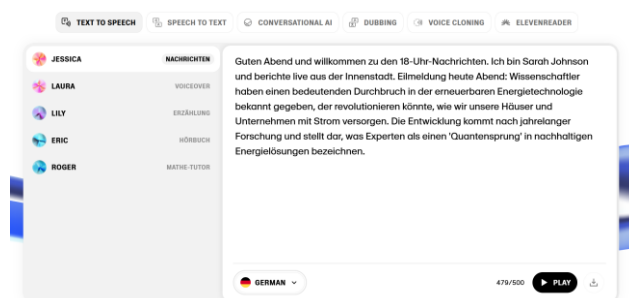 TEXT TO SPEECH
SPEECH TO TEXT
CONVERSATIONAL AI
DUBBING
VOICE CLONING
ELEVENREADER
JESSICA NACHRICHTEN
LAURA VOICEOVER
LILY ERZÄHLUNG
ERIC HÖRBUCH
ROGER MATHE-TUTOR
Guten Abend und willkommen zu den 18-Uhr-Nachrichten. Ich bin Sarah Johnson
und berichte live aus der Innenstadt. Eilmeldung heute Abend: Wissenschaftler
haben einen bedeutenden Durchbruch in der erneuerbaren Energietechnologie
bekannt gegeben, der revolutionieren könnte, wie wir unsere Häuser und
Unternehmen mit Strom versorgen. Die Entwicklung kommt nach jahrelanger
Forschung und stellt dar, was Experten als einen 'Quantensprung' in nachhaltigen
Energielösungen bezeichnen.
GERMAN
479/500
PLAY